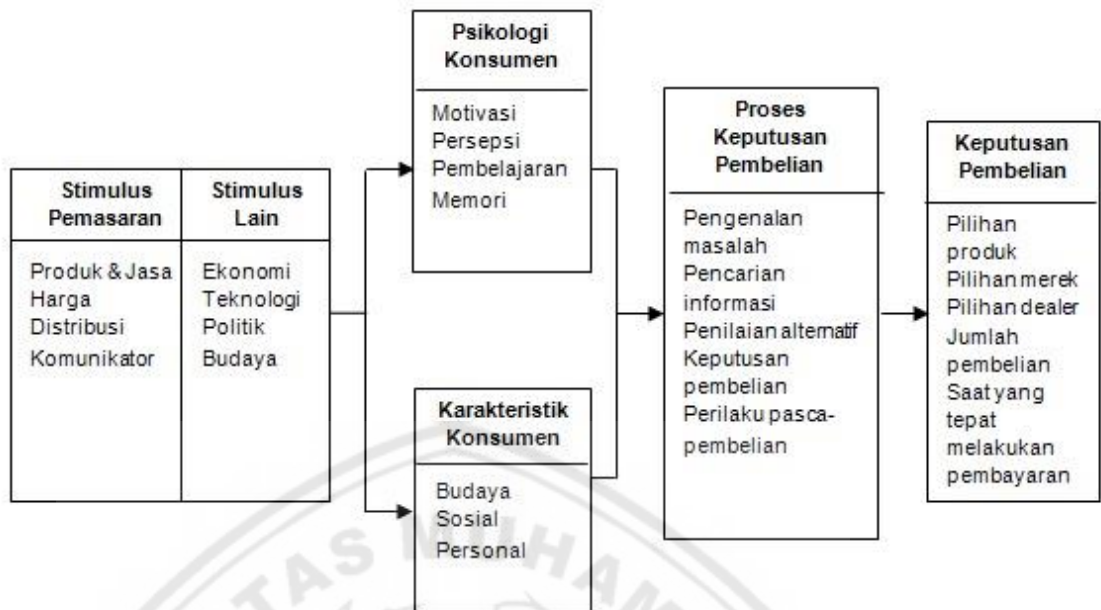 Stimulus
Pemasaran
Produk & Jasa
Harga
Distribusi
Komunikator
Stimulus
Lain
Ekonomi
Teknologi
Politik
Budaya
Psikologi
Konsumen
Motivasi
Persepsi
Pembelajaran
Memori
Karakteristik
Konsumen
Budaya
Sosial
Personal
Proses
Keputusan
Pembelian
Pengenalan
masalah
Pencarian
informasi
Penilaian alternatif
Keputusan
pembelian
Perilaku pasca-
pembelian
Keputusan
Pembelian
Pilihan
produk
Pilihan merek
Pilihan dealer
Jumlah
pembelian
Saat yang
tepat
melakukan
pembayaran
TAS MUHAM